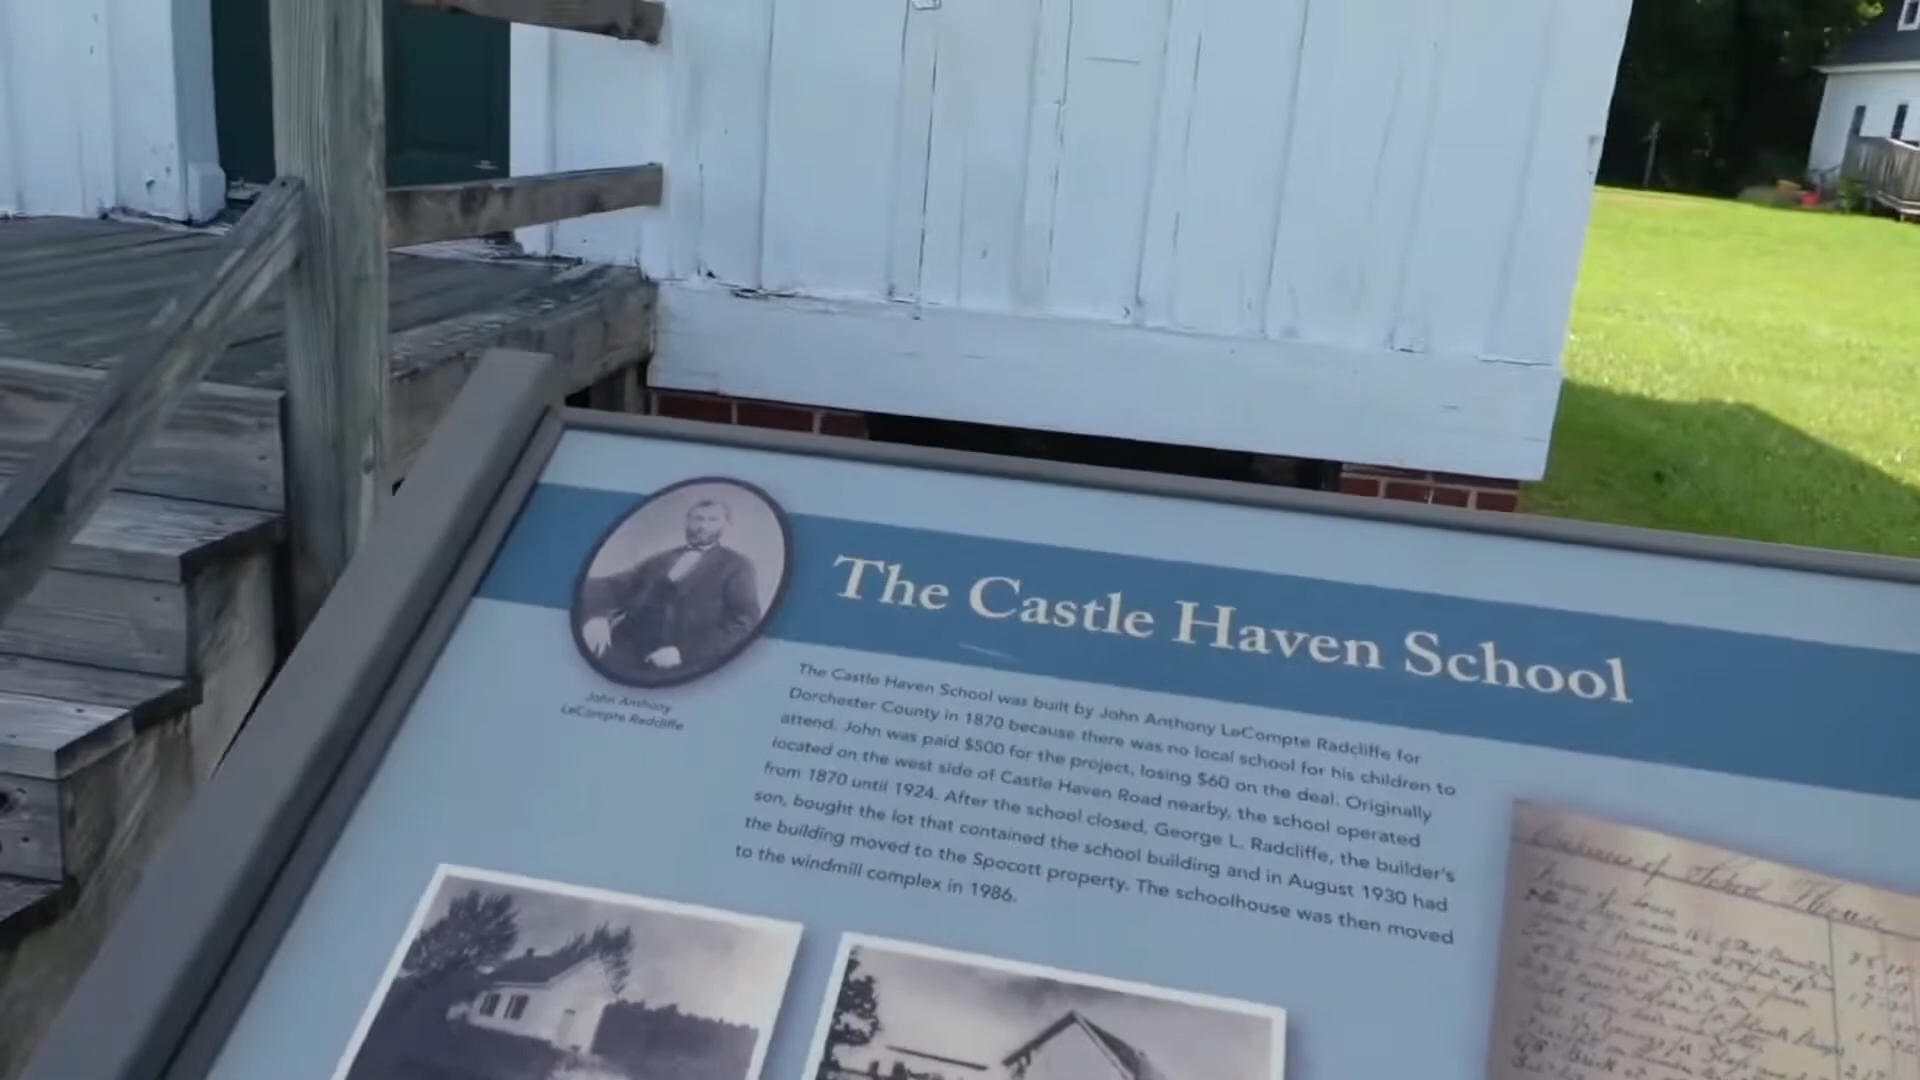 The Castle Haven School
John Anthony
LeCompte Radcliffe
The Castle Haven School was built by John Anthony LeCompte Radcliffe for
Dorchester County in 1870 because there was no local school for his children to
attend. John was paid $500 for the project, losing $60 on the deal. Originally
located on the west side of Castle Haven Road nearby, the school operated
from 1870 until 1924. After the school closed, George L. Radcliffe, the builder's
son, bought the lot that contained the school building and in August 1930 had
the building moved to the Spocott property. The schoolhouse was then moved
to the windmill complex in 1986.
of School House